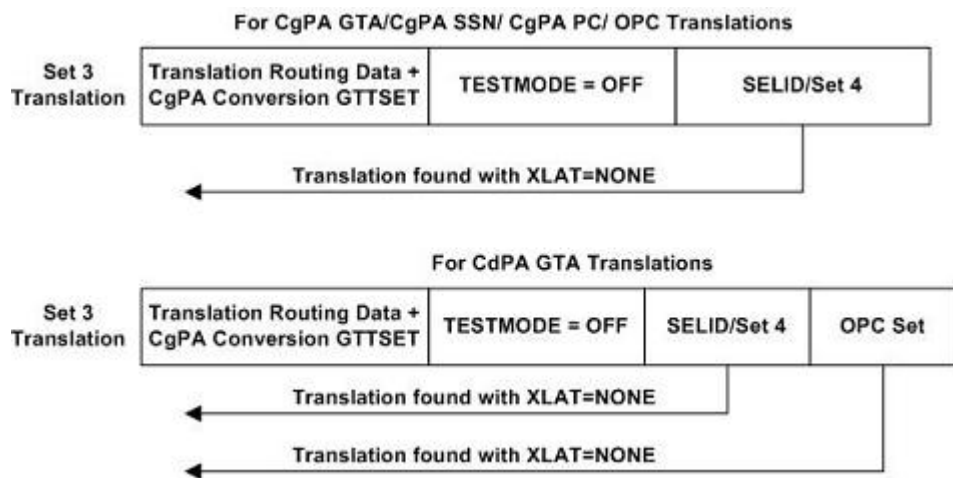 For CgPA GTA/CgPA SSN/ CgPA PC/ OPC Translations
Set 3
Translation
Translation Routing Data +
CgPA Conversion GTTSET
TESTMODE = OFF
SELID/Set 4
Translation found with XLAT=NONE
For CdPA GTA Translations
Set 3
Translation
Translation Routing Data +
CgPA Conversion GTTSET
TESTMODE = OFF
SELID/Set 4
OPC Set
Translation found with XLAT=NONE
Translation found with XLAT=NONE